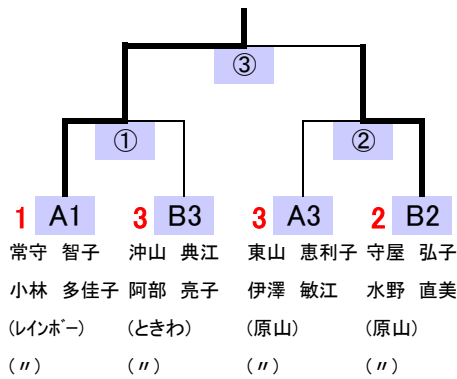 ③
① ②
1 A1 3 B3 3 A3 2 B2
常守 智子 沖山 典江 東山 恵利子 守屋 弘子
小林 多佳子 阿部 亮子 伊澤 敏江 水野 直美
(レインボー) (ときわ) (原山) (原山)
(〃) (〃) (〃) (〃)